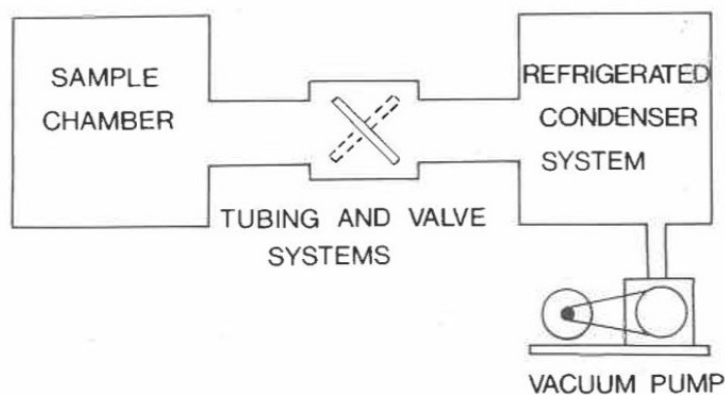 SAMPLE
CHAMBER
REFRIGERATED
CONDENSER
SYSTEM
TUBING AND VALVE
SYSTEMS
VACUUM PUMP